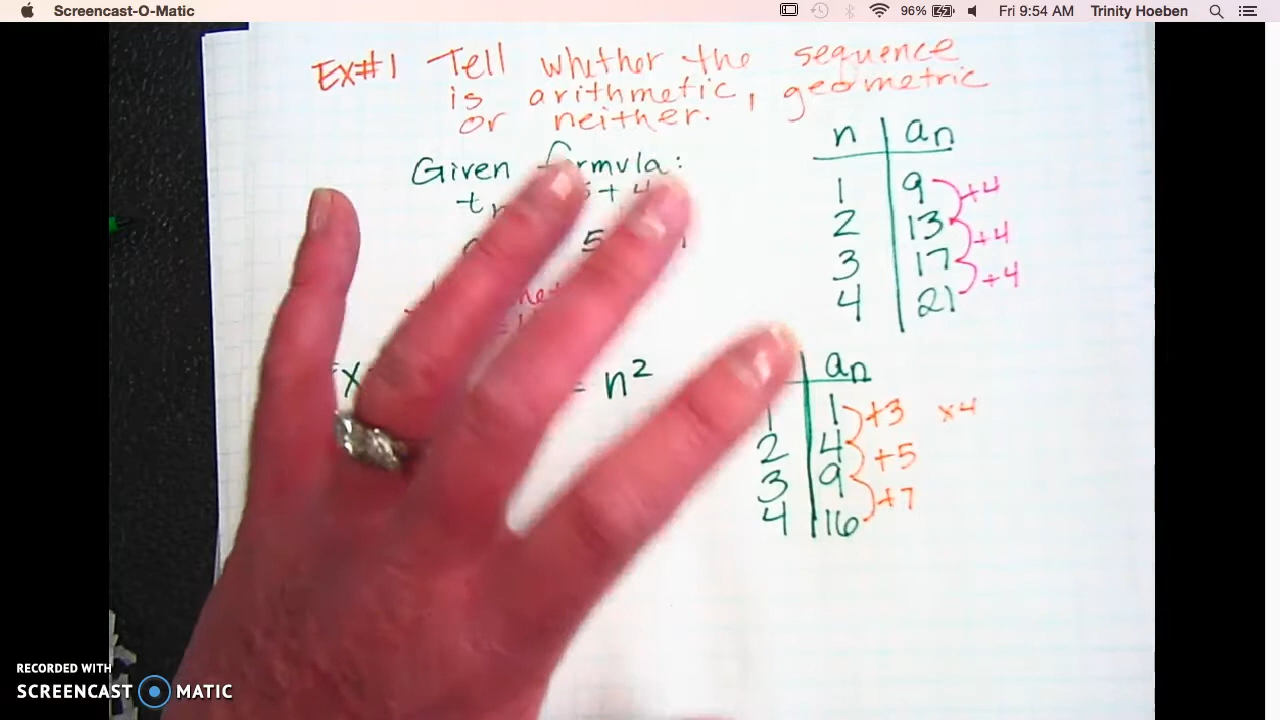 Screencast-O-Matic
96%
Fri 9:54 AM
Trinity Hoeben
Ex#1 Tell whether the sequence
is arithmetic, geometric
or neither.
Given formula:
n an
1 9 +4
2 13 +4
3 17 +4
4 21
= n²
an
1 1 +3 x4
2 4 +5
3 9 +7
4 16
RECORDED WITH
SCREENCAST MATIC